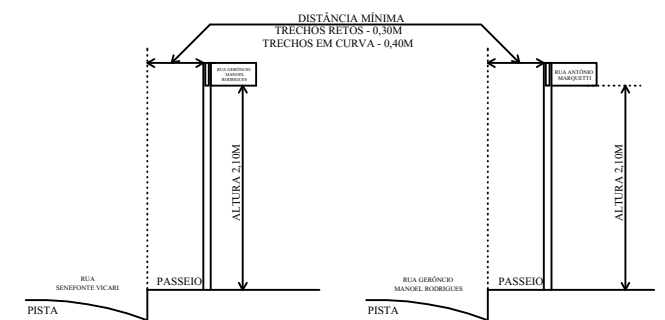 DISTÂNCIA MÍNIMA
TRECHOS RETOS - 0,30M
TRECHOS EM CURVA - 0,40M
RUA GERÔNCIO
MANOEL
RODRIGUES
ALTURA 2,10M
RUA
SENEFONTE VICARI
PASSEIO
PISTA
RUA ANTÔNIO
MARQUETTI
ALTURA 2,10M
RUA GERÔNCIO
MANOEL RODRIGUES
PASSEIO
PISTA